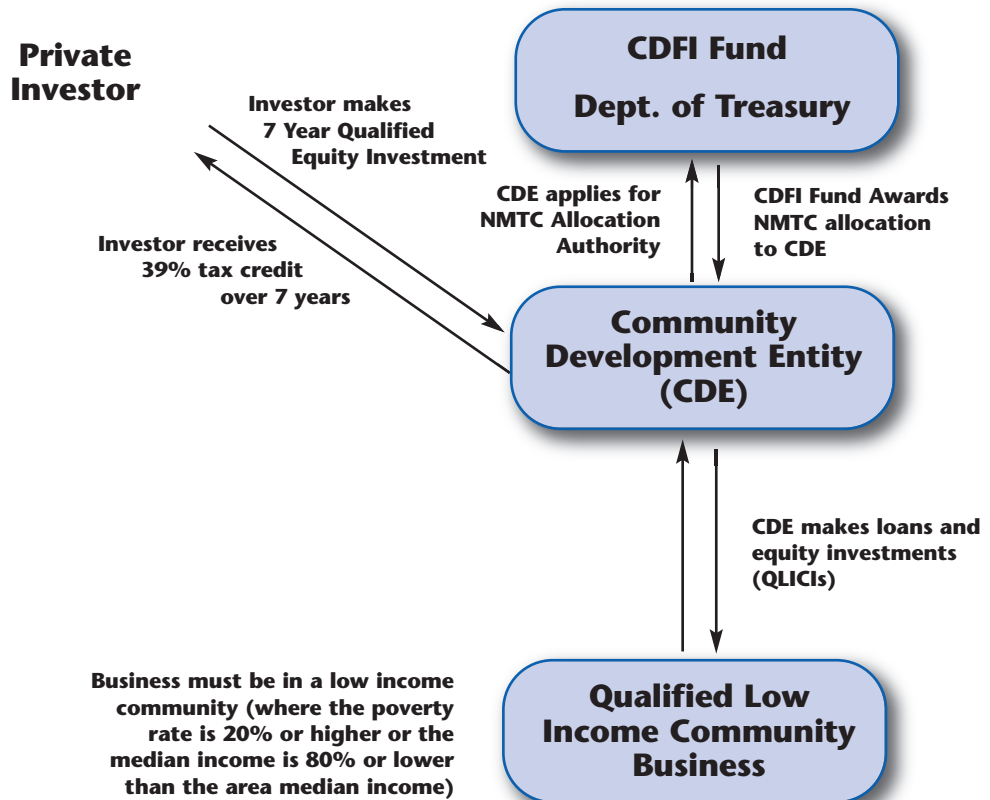 Private
Investor
CDFI Fund
Dept. of Treasury
Investor makes
7 Year Qualified
Equity Investment
Investor receives
39% tax credit
over 7 years
CDE applies for
NMTC Allocation
Authority
CDFI Fund Awards
NMTC allocation
to CDE
Community
Development Entity
(CDE)
CDE makes loans and
equity investments
(QLICIs)
Business must be in a low income
community (where the poverty
rate is 20% or higher or the
median income is 80% or lower
than the area median income)
Qualified Low
Income Community
Business